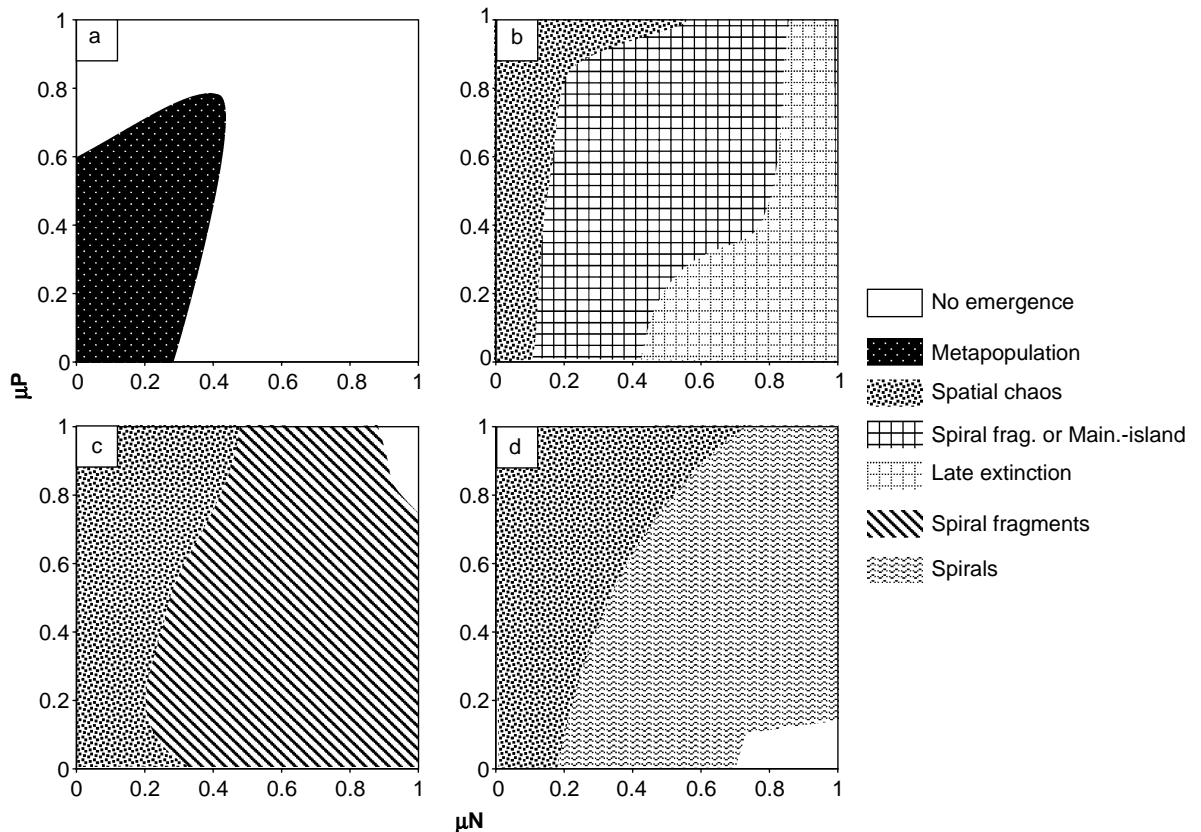 a
1
0.8
0.6
0.4
0.2
0
0 0.2 0.4 0.6 0.8 1
b
1
0.8
0.6
0.4
0.2
0
0 0.2 0.4 0.6 0.8 1
µP
c
1
0.8
0.6
0.4
0.2
0
0 0.2 0.4 0.6 0.8 1
d
1
0.8
0.6
0.4
0.2
0
0 0.2 0.4 0.6 0.8 1
µN
No emergence
Metapopulation
Spatial chaos
Spiral frag. or Main.-island
Late extinction
Spiral fragments
Spirals